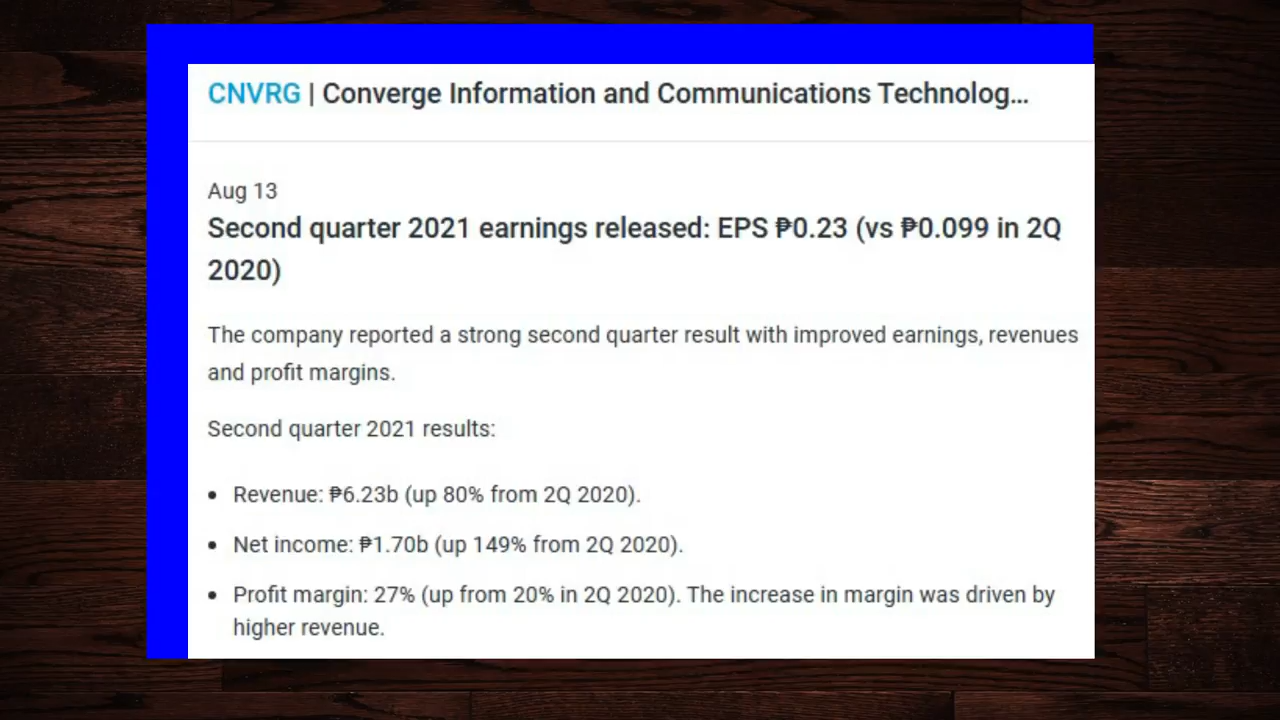 CNVRG | Converge Information and Communications Technolog...
Aug 13
Second quarter 2021 earnings released: EPS ₱0.23 (vs ₱0.099 in 2Q
2020)
The company reported a strong second quarter result with improved earnings, revenues
and profit margins.
Second quarter 2021 results:
• Revenue: ₱6.23b (up 80% from 2Q 2020).
• Net income: ₱1.70b (up 149% from 2Q 2020).
• Profit margin: 27% (up from 20% in 2Q 2020). The increase in margin was driven by
higher revenue.